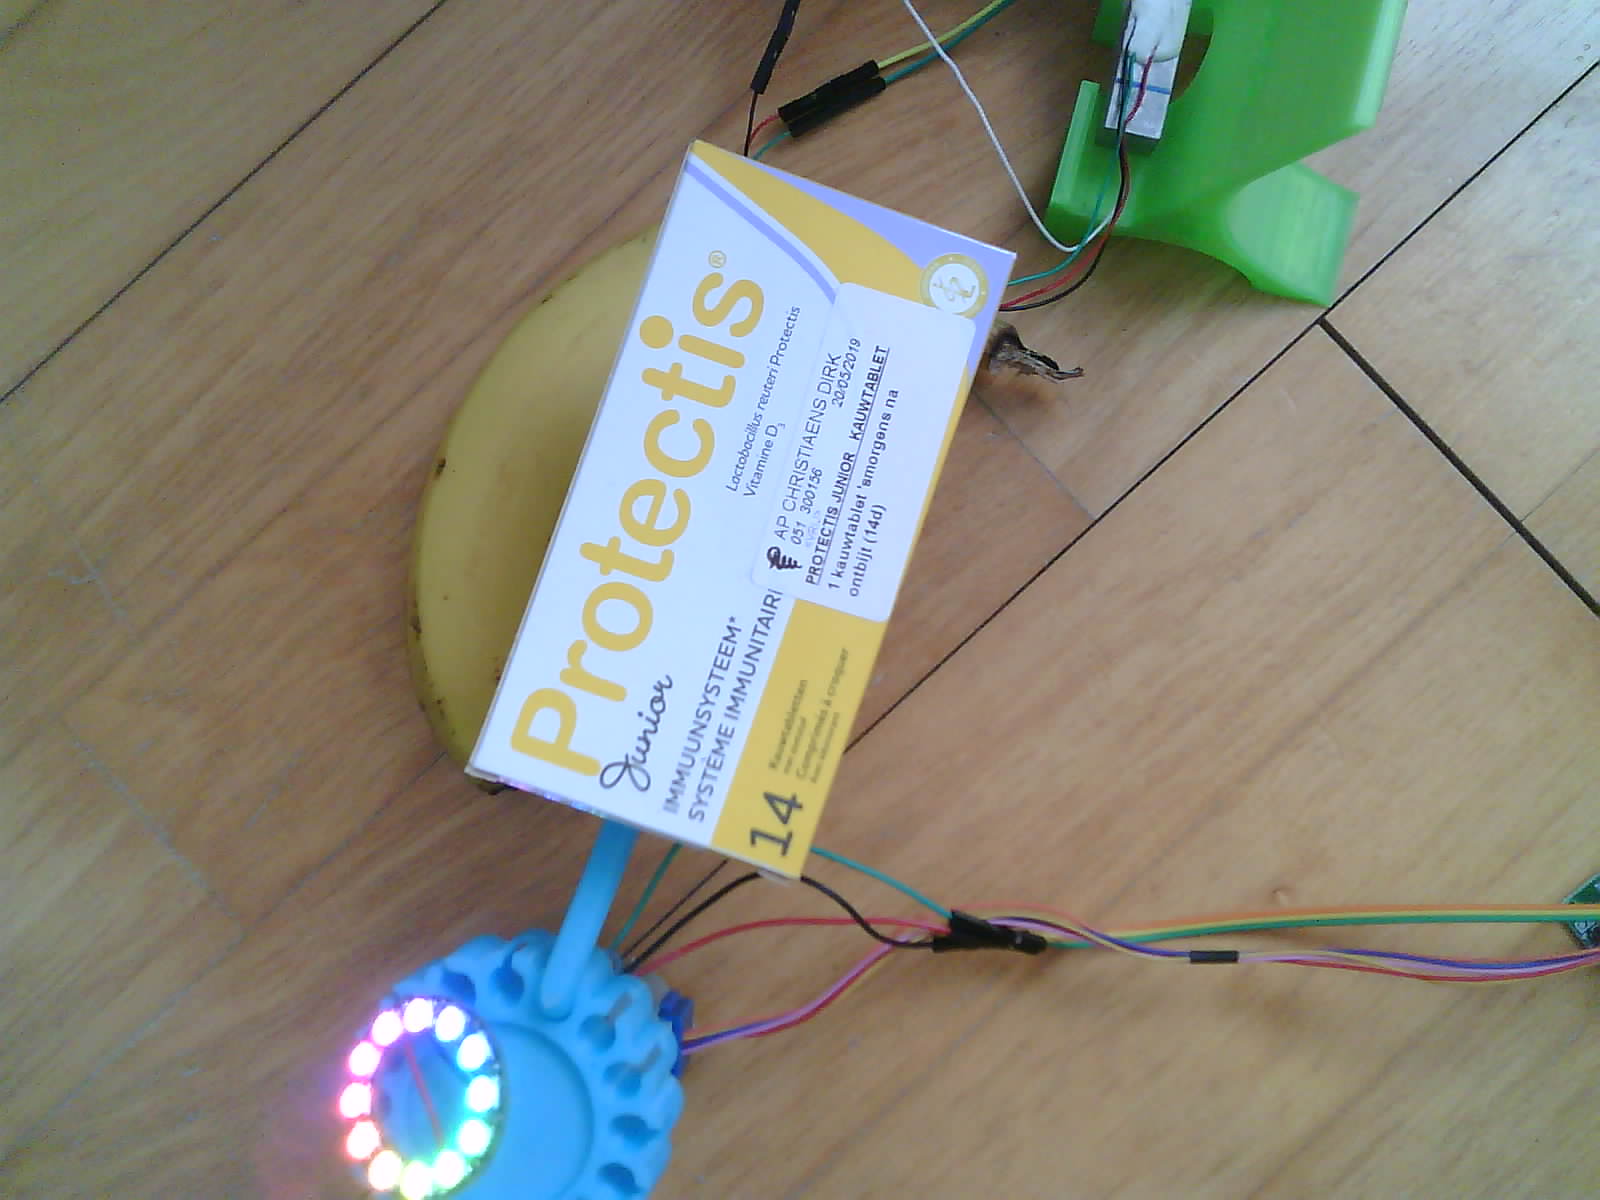 Protectis®
Junior
Lactobacillus reuteri Protectis
Vitamine D3
IMMUUNSYSTEEM*
SYSTÈME IMMUNITAIR
14
Kauwtabletten
Comprimés à croquer
AP CHRISTIAENS DIRK
051 300156 20/05/2019
PROTECTIS JUNIOR KAUWTABLET
1 kauwtablet 'smorgens na
ontbijt (14d)